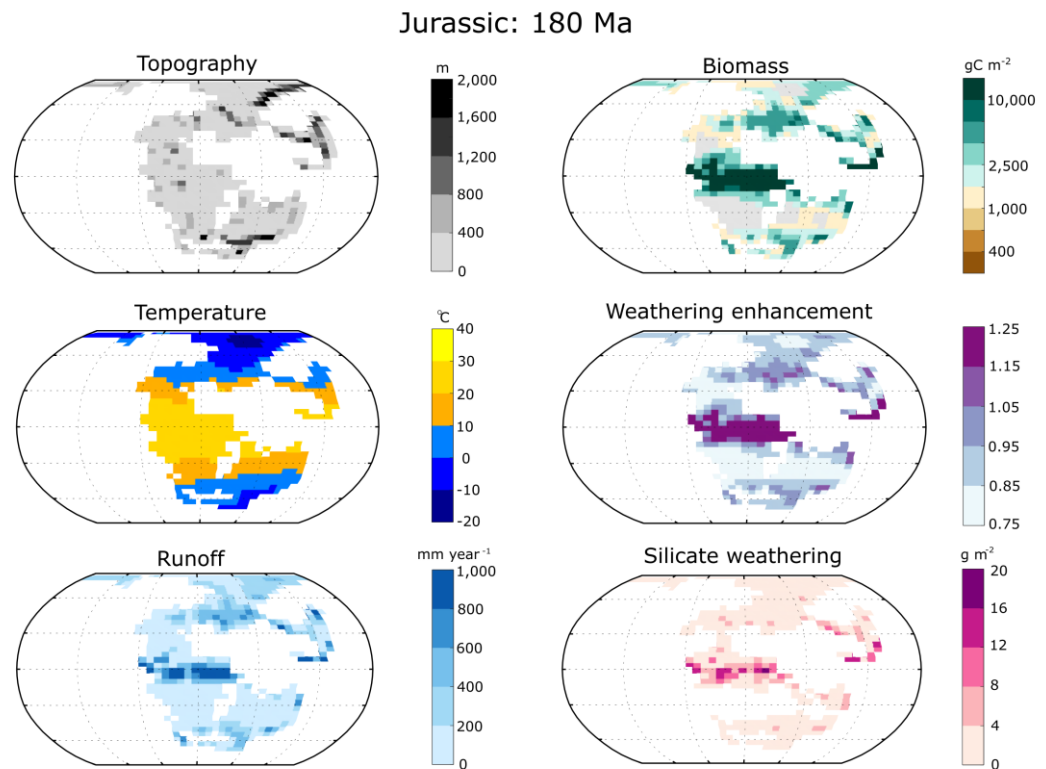 Jurassic: 180 Ma
Topography
m
2,000
1,600
1,200
800
400
0
Biomass
gC m⁻²
10,000
2,500
1,000
400
Temperature
°C
40
30
20
10
0
-10
-20
Weathering enhancement
1.25
1.15
1.05
0.95
0.85
0.75
Runoff
mm year⁻¹
1,000
800
600
400
200
0
Silicate weathering
g m⁻²
20
16
12
8
4
0